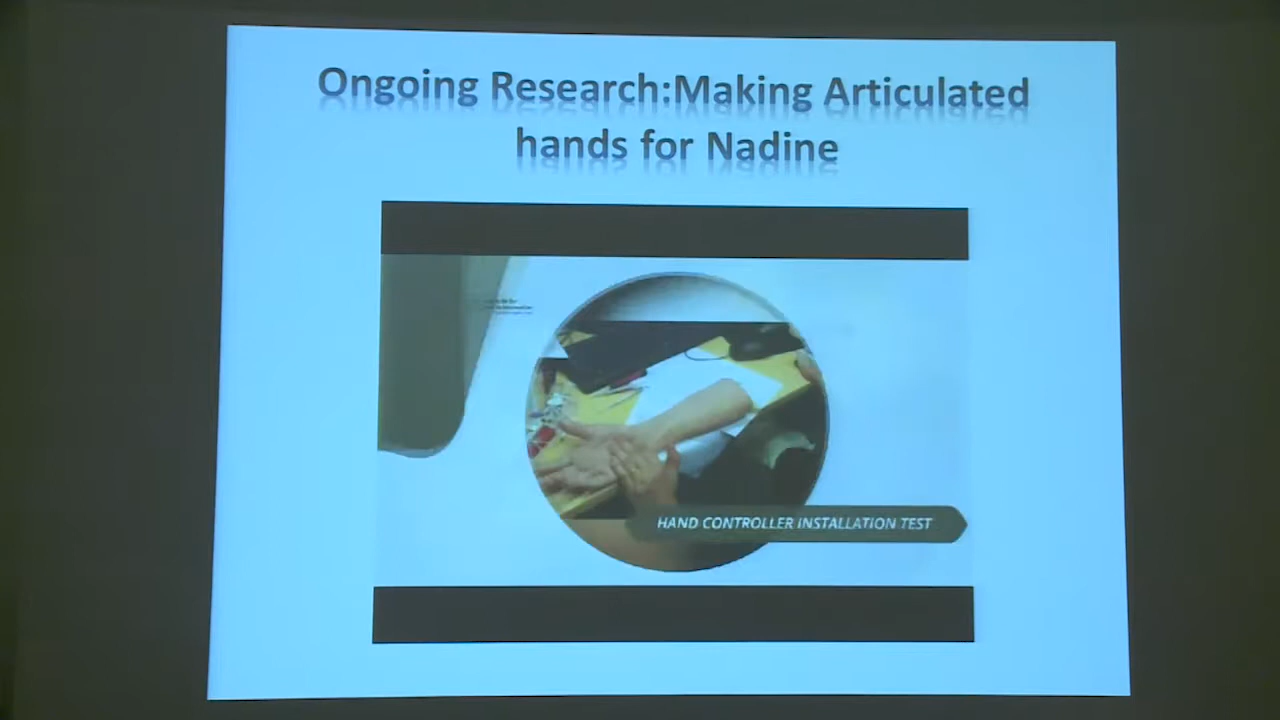 Ongoing Research:Making Articulated
hands for Nadine
HAND CONTROLLER INSTALLATION TEST